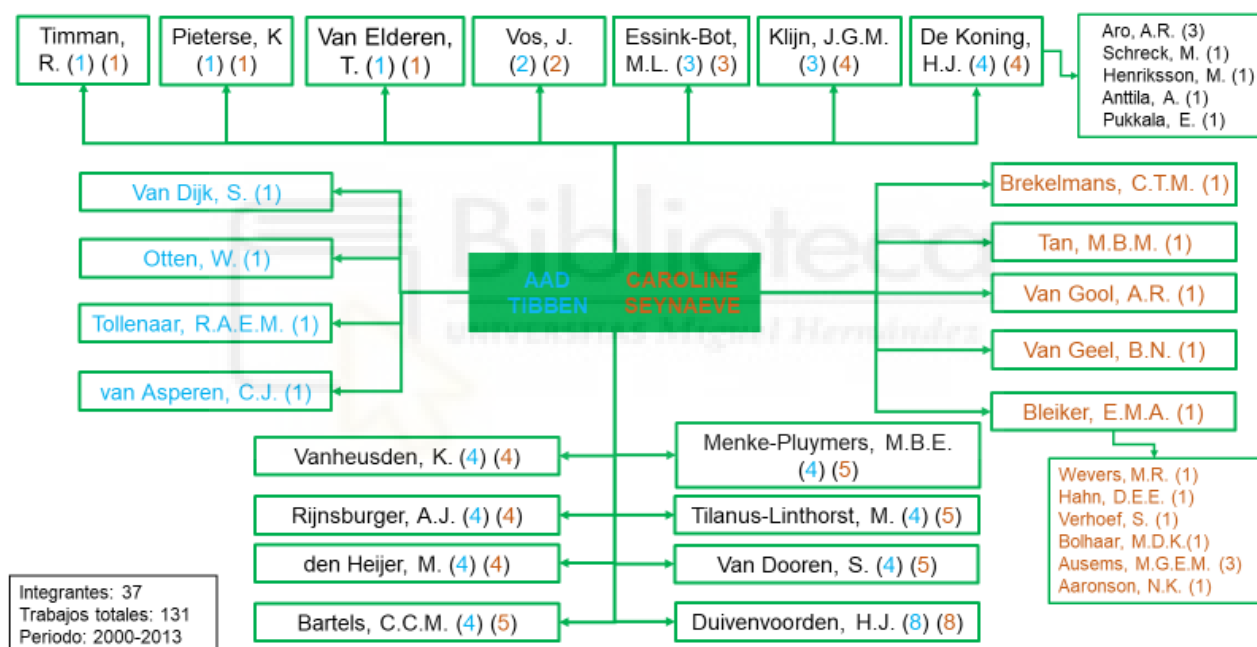 Timman,
R. (1) (1)
Pieterse, K
(1) (1)
Van Elderen,
T. (1) (1)
Vos, J.
(2) (2)
Essink-Bot,
M.L. (3) (3)
Klijn, J.G.M.
(3) (4)
De Koning,
H.J. (4) (4)
Aro, A.R. (3)
Schreck, M. (1)
Henriksson, M. (1)
Anttila, A. (1)
Pukkala, E. (1)
Van Dijk, S. (1)
Otten, W. (1)
Tollenaar, R.A.E.M. (1)
van Asperen, C.J. (1)
Biblioteca
UNIVERSITAS Miguel Hernández
AAD
TIBBEN
CAROLINE
SEYNAEVE
Brekelmans, C.T.M. (1)
Tan, M.B.M. (1)
Van Gool, A.R. (1)
Van Geel, B.N. (1)
Bleiker, E.M.A. (1)
Wevers, M.R. (1)
Hahn, D.E.E. (1)
Verhoef, S. (1)
Bolhaar, M.D.K.(1)
Ausems, M.G.E.M. (3)
Aaronson, N.K. (1)
Vanheusden, K. (4) (4)
Menke-Pluymers, M.B.E.
(4) (5)
Rijnsburger, A.J. (4) (4)
Tilanus-Linthorst, M. (4) (5)
den Heijer, M. (4) (4)
Van Dooren, S. (4) (5)
Bartels, C.C.M. (4) (5)
Duivenvoorden, H.J. (8) (8)
Integrantes: 37
Trabajos totales: 131
Periodo: 2000-2013